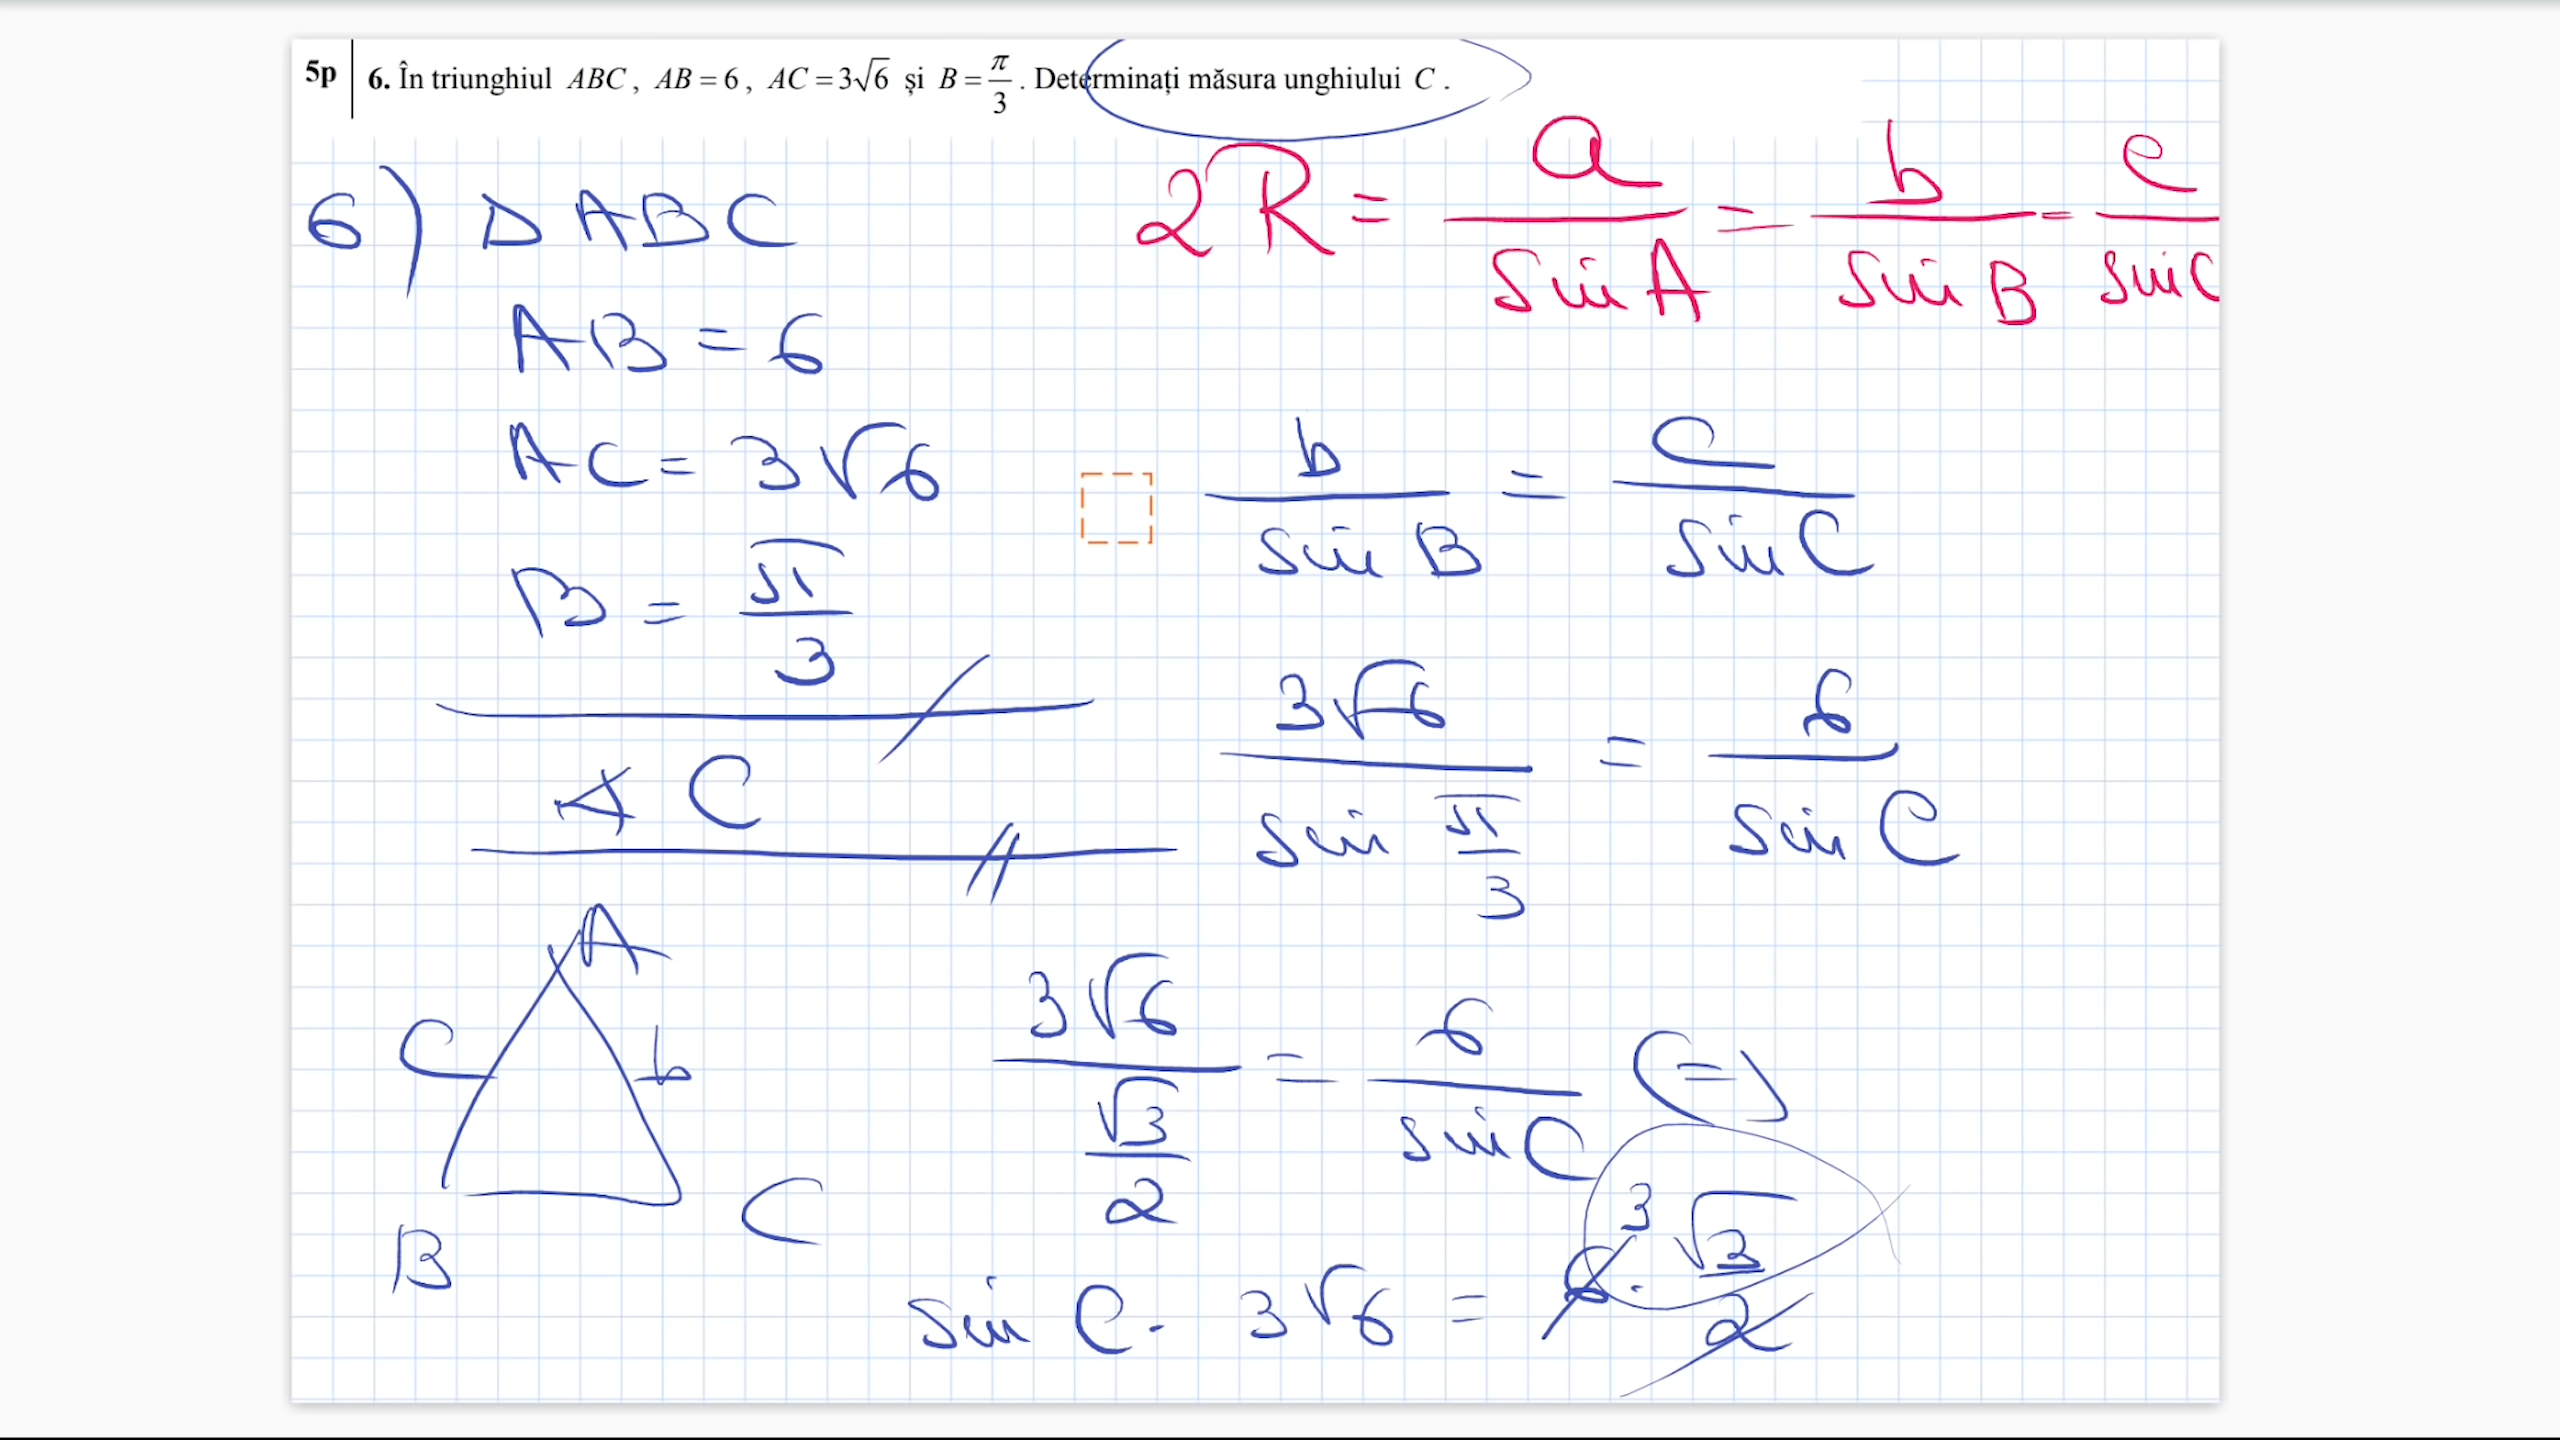 5p 6. În triunghiul ABC, AB = 6, AC = 3√6 și B = π/3. Determinați măsura unghiului C.
2R = a/sin A = b/sin B = c/sin C
6) Δ ABC
AB = 6
AC = 3√6
b/sin B = c/sin C
B = π/3
3√6/sin π/3 = 6/sin C
∢ C
A
c b
3√6/(√3/2) = 6/sin C (=)
B C
sin C · 3√6 = 6 · √3/2
3